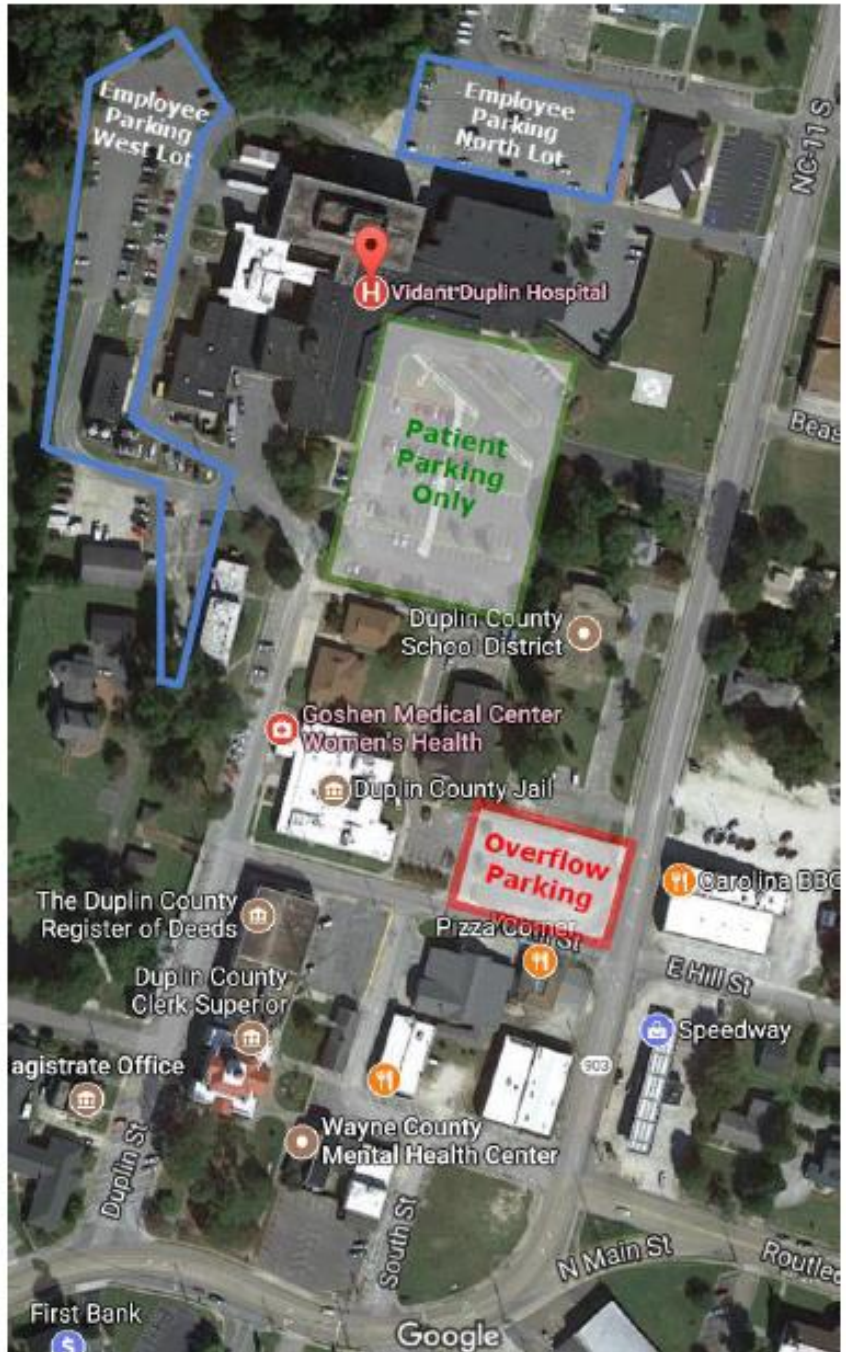 Employee
Parking
West Lot
Employee
Parking
North Lot
NC-11 S
Vidant Duplin Hospital
Patient
Parking
Only
Beas
Duplin County
School District
Goshen Medical Center
Women's Health
Duplin County Jail
Overflow
Parking
Carolina BBQ
The Duplin County
Register of Deeds
Pizza Corner
St
E Hill St
Duplin County
Clerk Superior
Speedway
agistrate Office
903
Wayne County
Mental Health Center
Duplin St
South St
N Main St
Routled
First Bank
Google